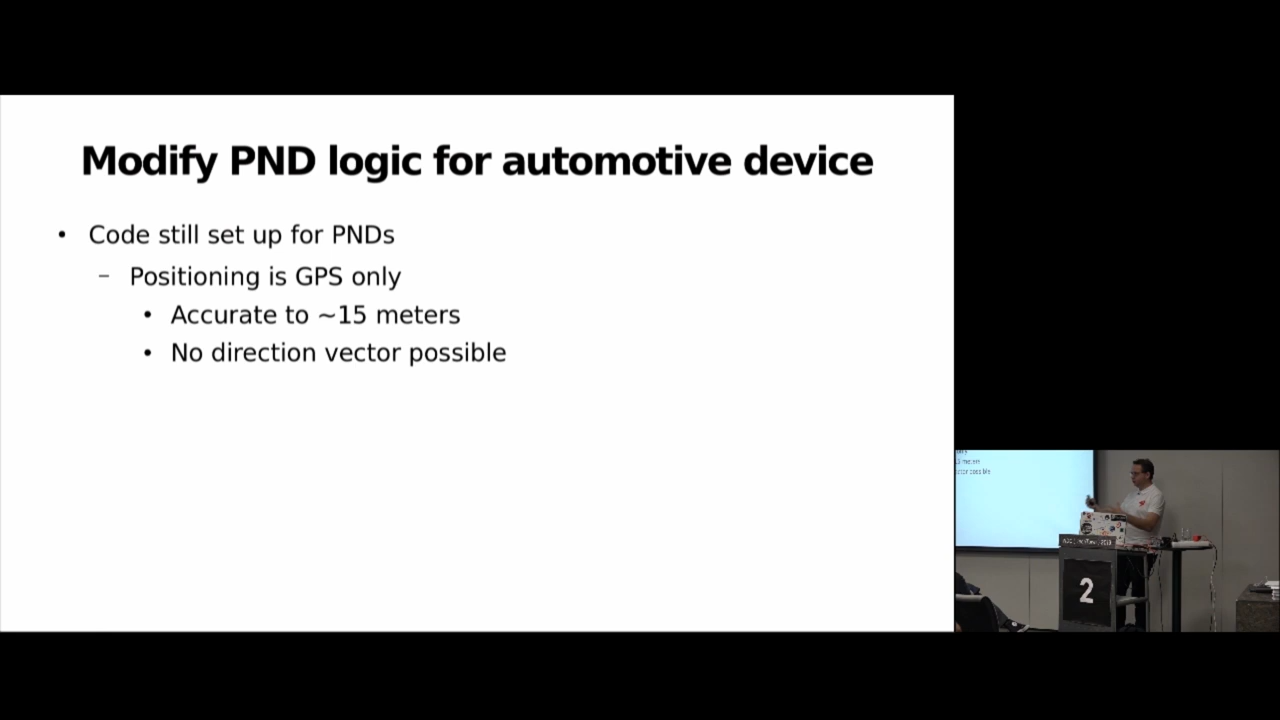 Modify PND logic for automotive device
• Code still set up for PNDs
– Positioning is GPS only
• Accurate to ~15 meters
• No direction vector possible
2